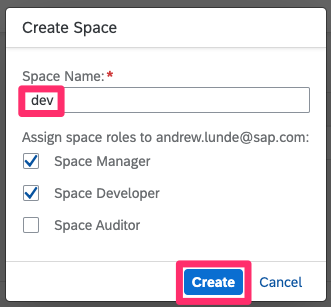 Create Space
Space Name:*
dev
Assign space roles to andrew.lunde@sap.com:
Space Manager
Space Developer
Space Auditor
Create Cancel